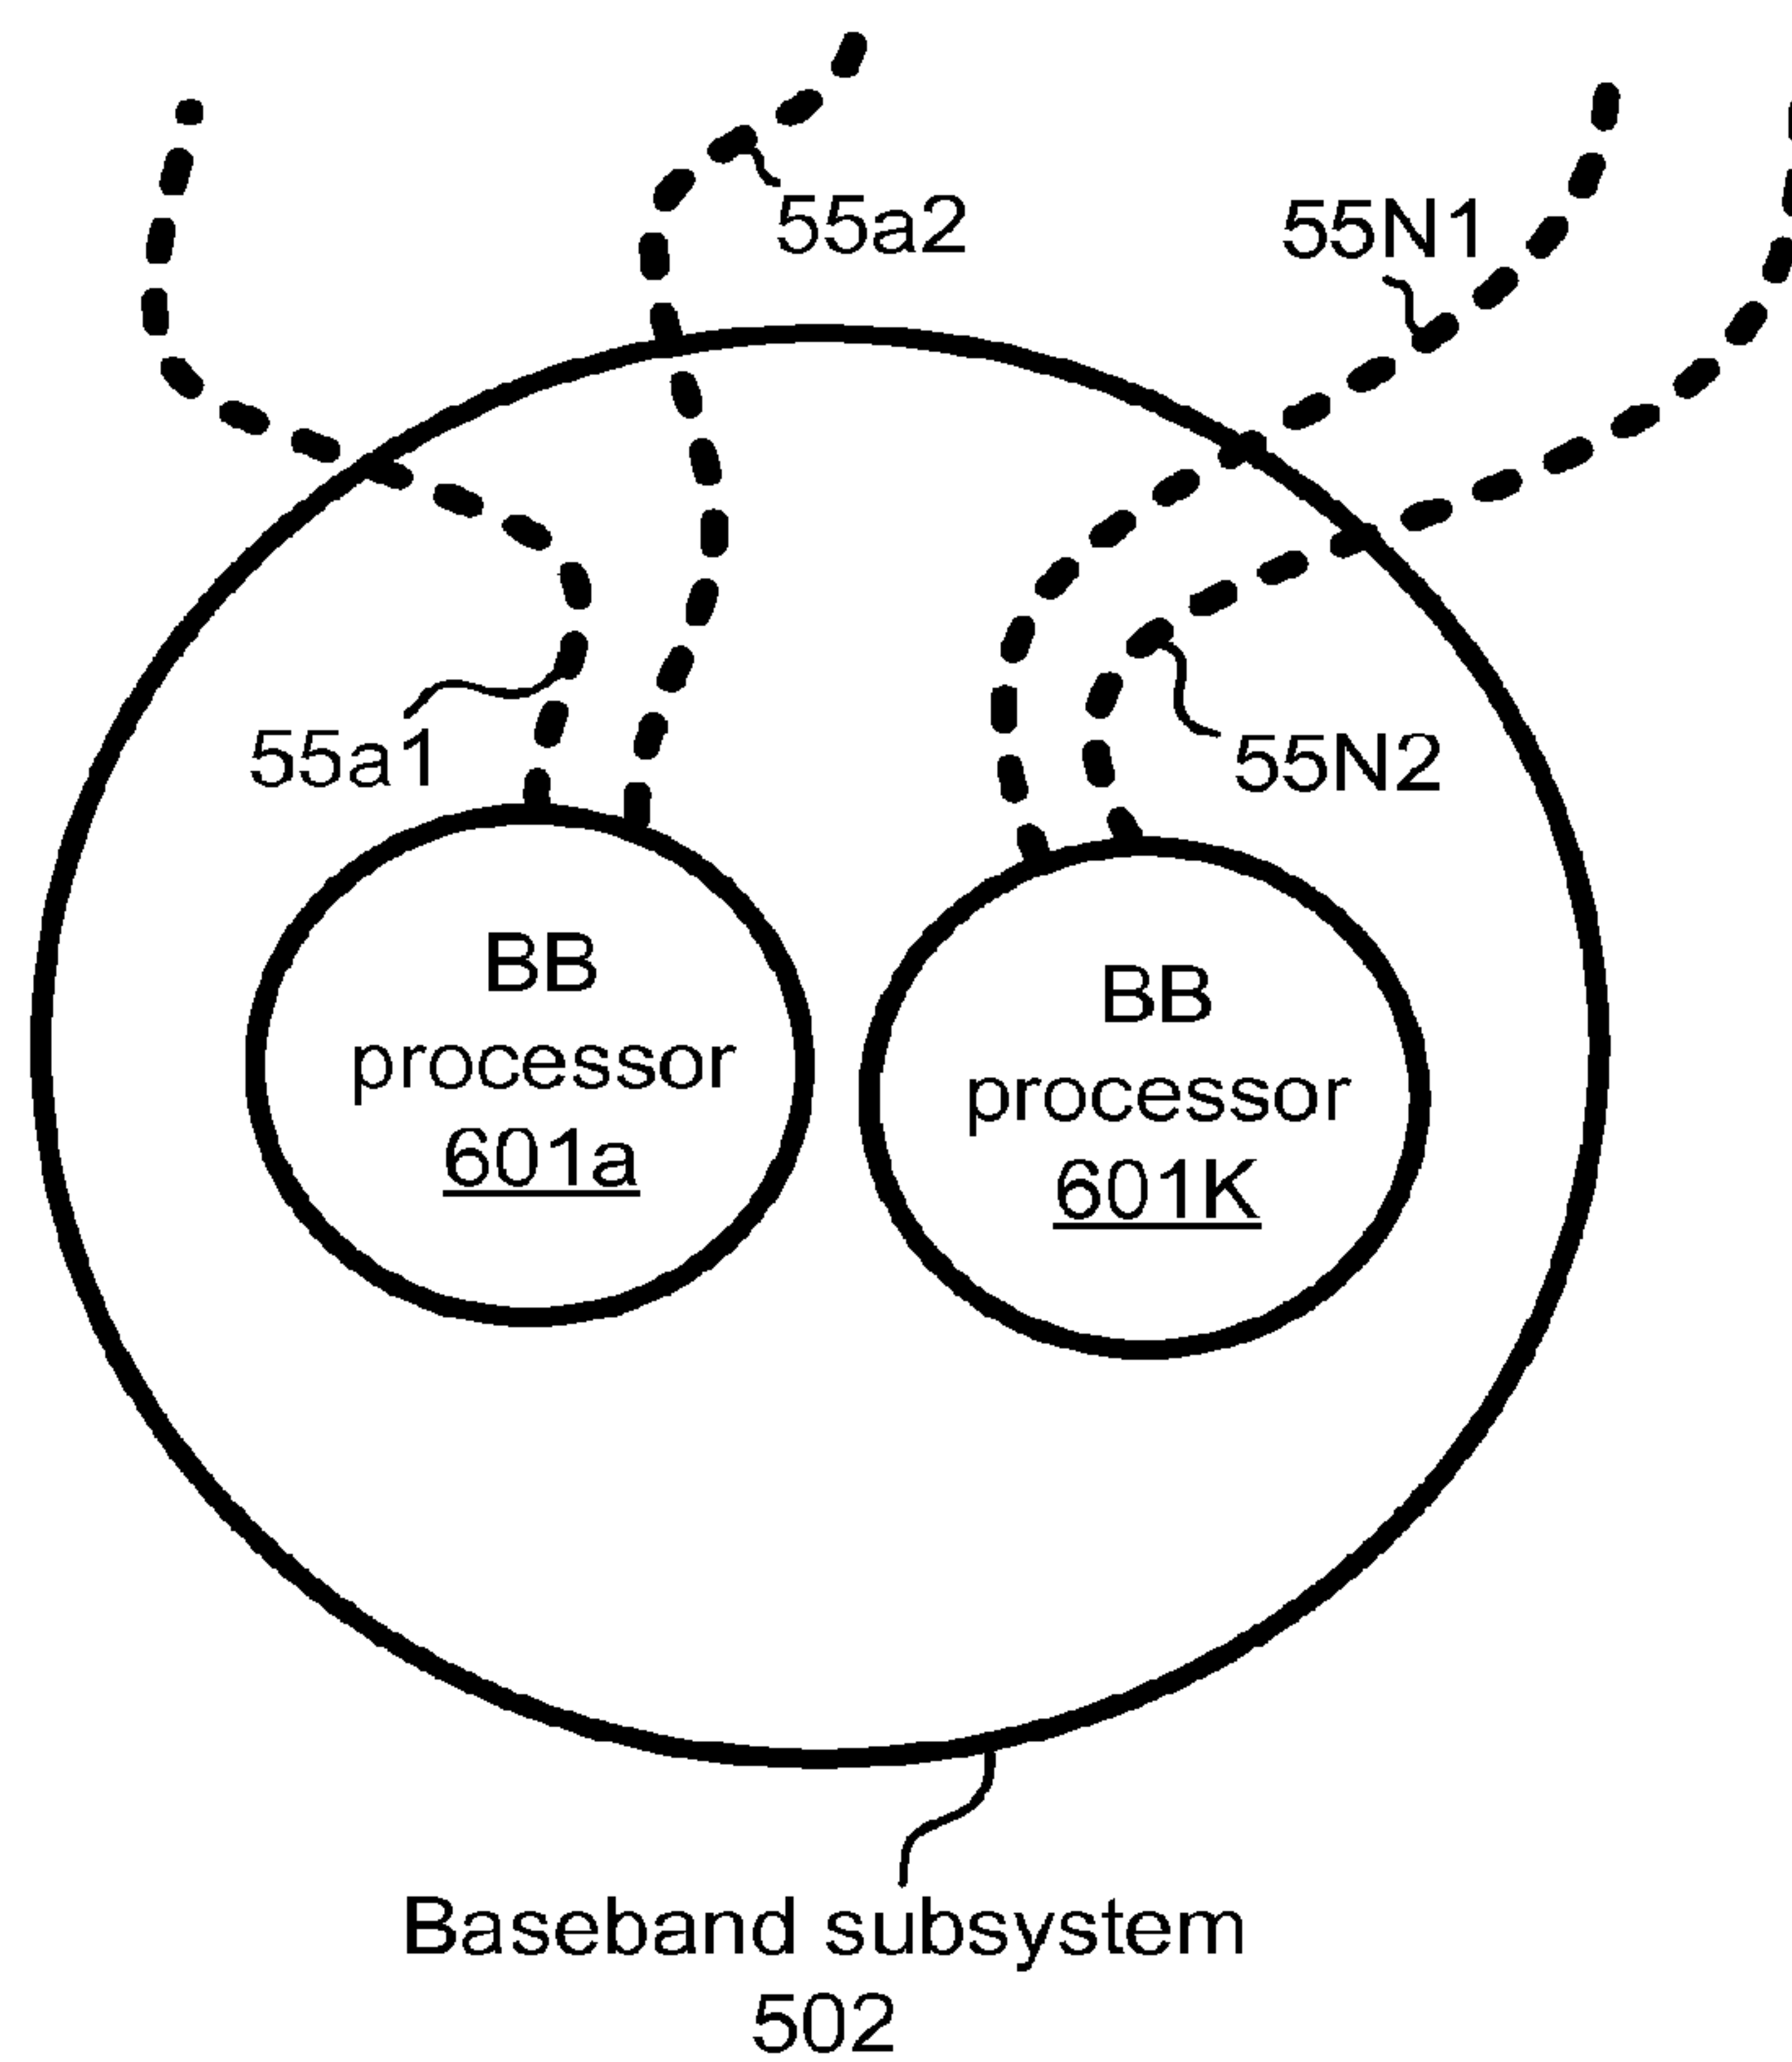 55a2
55N1
55a1
55N2
BB
processor
601a
BB
processor
601K
Baseband subsystem
502